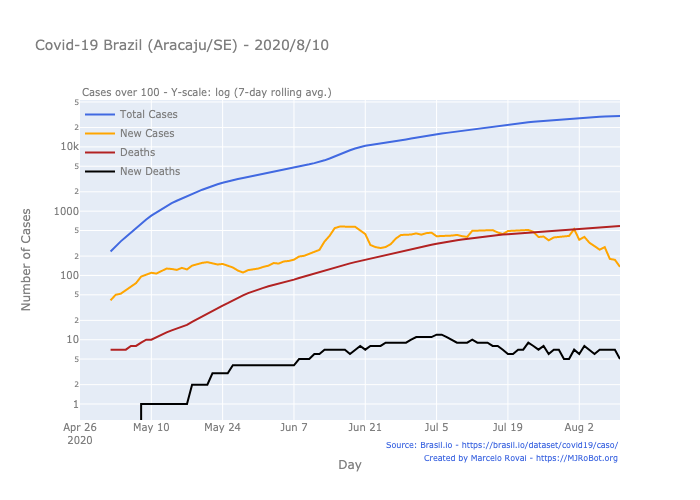 Covid-19 Brazil (Aracaju/SE) - 2020/8/10
Cases over 100 - Y-scale: log (7-day rolling avg.)
Total Cases
New Cases
Deaths
New Deaths
5
2
10k
5
2
1000
5
2
100
5
2
10
5
2
1
Number of Cases
Apr 26
2020
May 10
May 24
Jun 7
Jun 21
Jul 5
Jul 19
Aug 2
Day
Source: Brasil.io - https://brasil.io/dataset/covid19/caso/
Created by Marcelo Rovai - https://MJRoBot.org